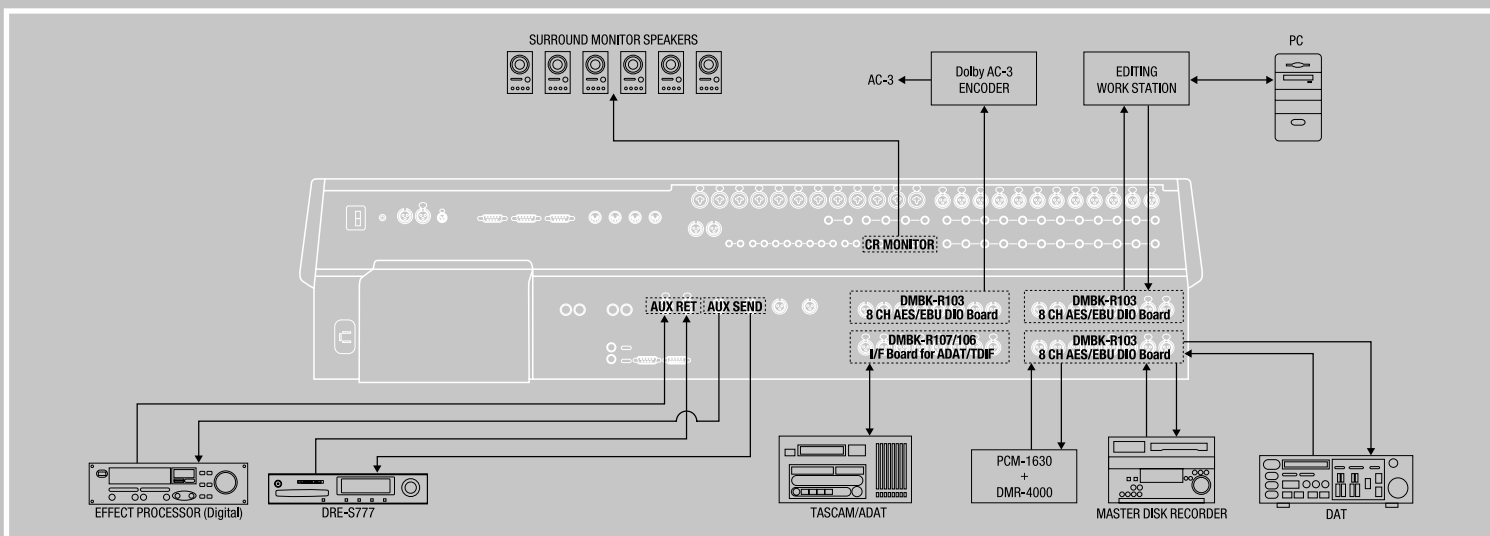 SURROUND MONITOR SPEAKERS
AC-3
Dolby AC-3
ENCODER
EDITING
WORK STATION
PC
CR MONITOR
AUX RET
AUX SEND
DMBK-R103
8 CH AES/EBU DIO Board
DMBK-R103
8 CH AES/EBU DIO Board
DMBK-R107/106
I/F Board for ADAT/TDIF
DMBK-R103
8 CH AES/EBU DIO Board
EFFECT PROCESSOR (Digital)
DRE-S777
TASCAM/ADAT
PCM-1630
+
DMR-4000
MASTER DISK RECORDER
DAT